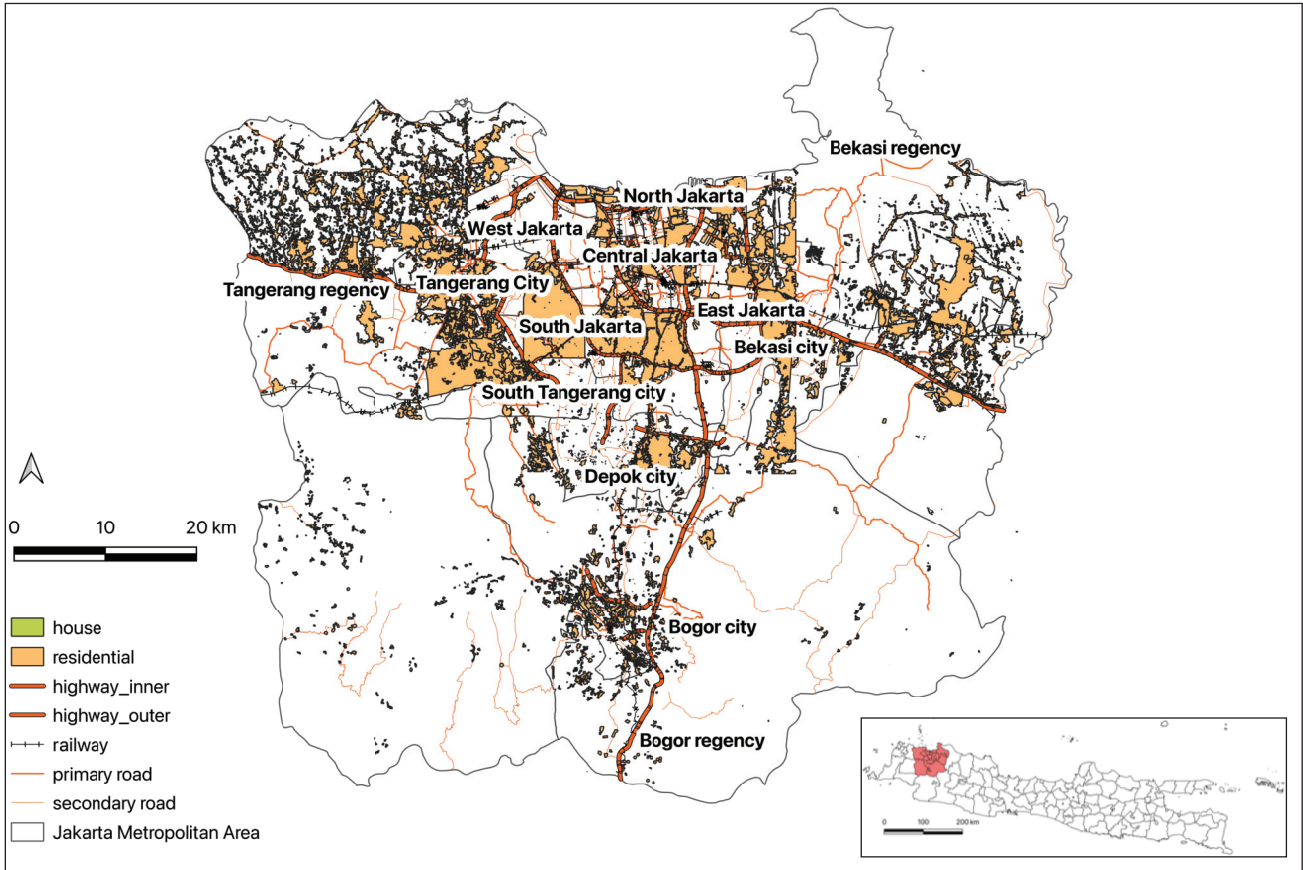 Bekasi regency
North Jakarta
West Jakarta
Central Jakarta
Tangerang City
Tangerang regency
East Jakarta
South Jakarta
Bekasi city
South Tangerang city
Depok city
0 10 20 km
Bogor city
Bogor regency
house
residential
highway_inner
highway_outer
railway
primary road
secondary road
Jakarta Metropolitan Area
0 100 200 km